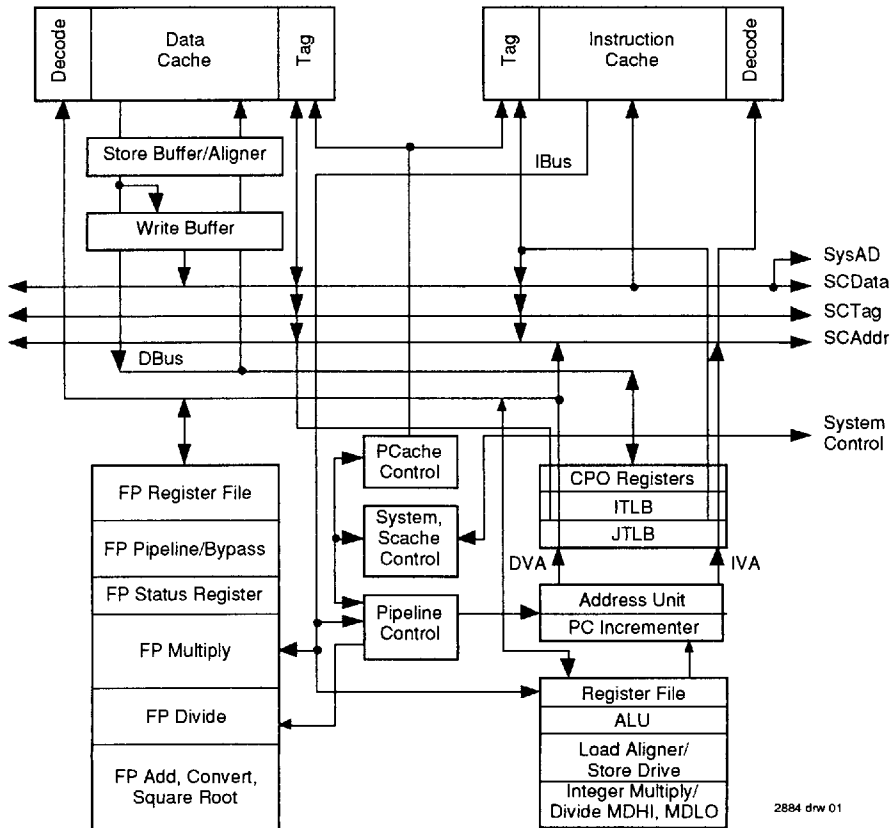 Decode
Data
Cache
Tag
Tag
Instruction
Cache
Decode
Store Buffer/Aligner
IBus
Write Buffer
SysAD
SCData
SCTag
SCAddr
DBus
System
Control
PCache
Control
FP Register File
CPO Registers
ITLB
JTLB
System,
Scache
Control
FP Pipeline/Bypass
DVA
IVA
FP Status Register
Pipeline
Control
Address Unit
PC Incrementer
FP Multiply
Register File
FP Divide
ALU
Load Aligner/
Store Drive
FP Add, Convert,
Square Root
Integer Multiply/
Divide MDHI, MDLO
2884 drw 01